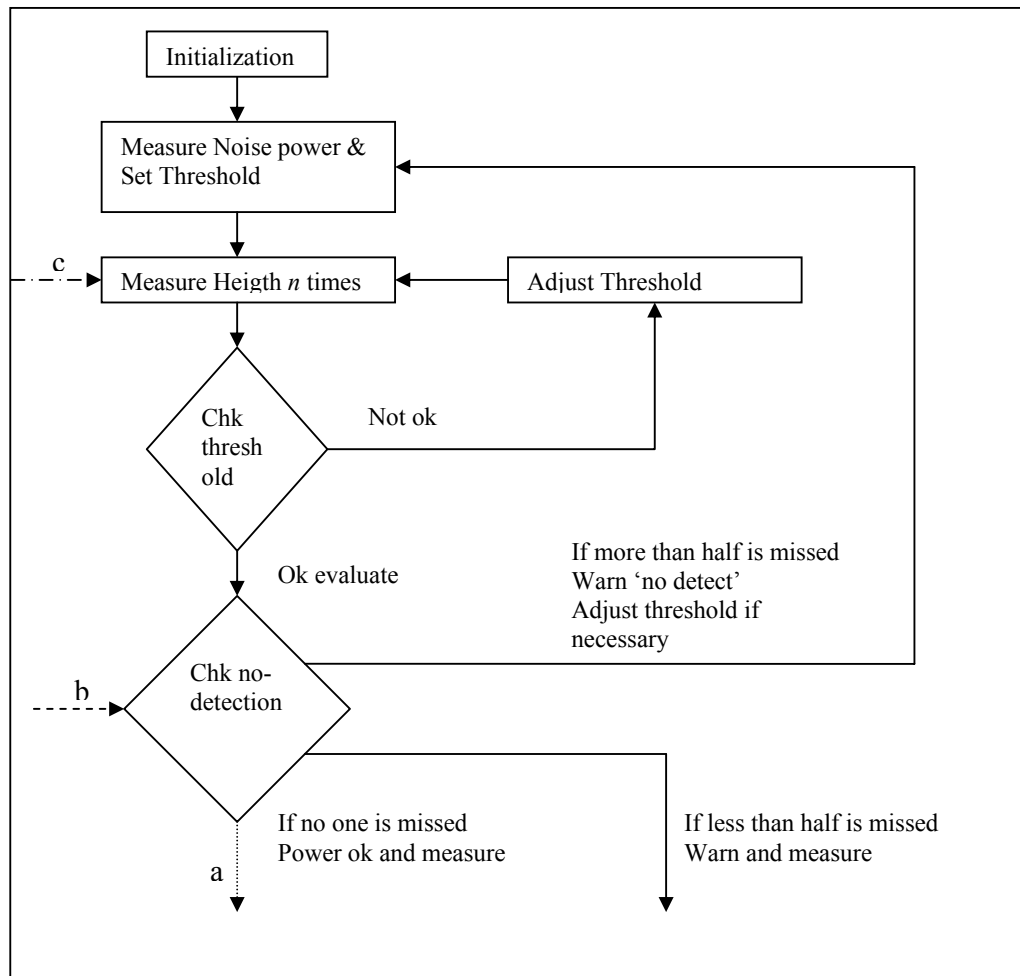 Initialization
Measure Noise power &
Set Threshold
c
Measure Heigth n times
Adjust Threshold
Chk
thresh
old
Not ok
Ok evaluate
If more than half is missed
Warn ‘no detect’
Adjust threshold if
necessary
Chk no-
detection
b
If no one is missed
Power ok and measure
a
If less than half is missed
Warn and measure